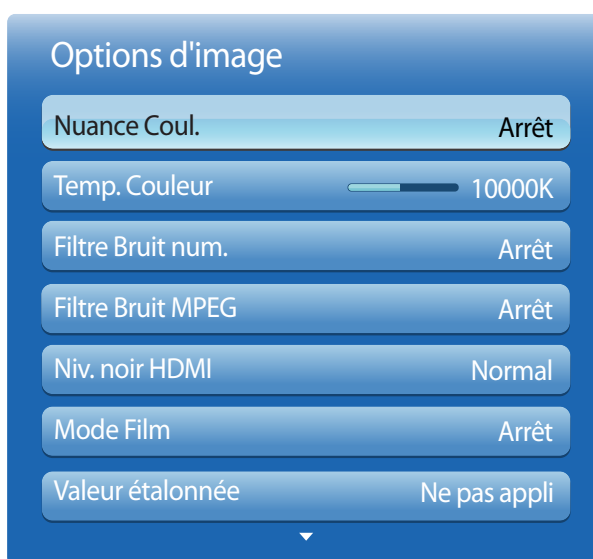 Options d'image
Nuance Coul. Arrêt
Temp. Couleur 10000K
Filtre Bruit num. Arrêt
Filtre Bruit MPEG Arrêt
Niv. noir HDMI Normal
Mode Film Arrêt
Valeur étalonnée Ne pas appli